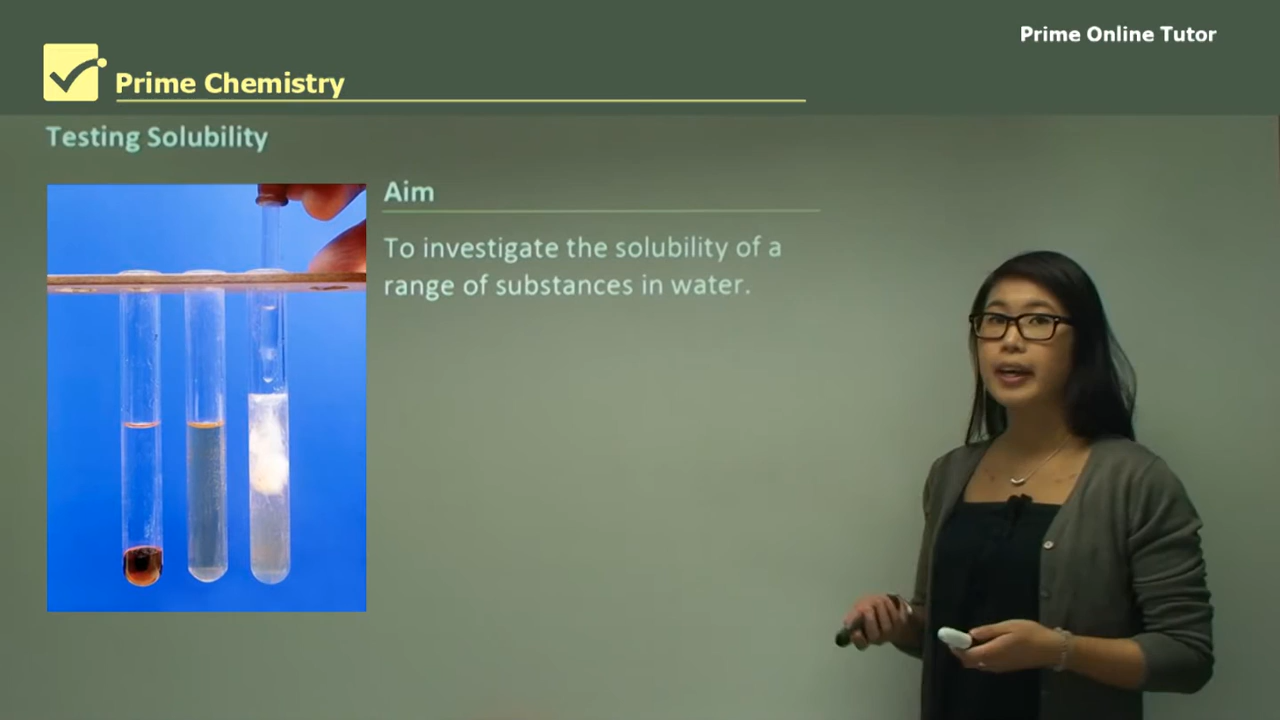 Prime Online Tutor
Prime Chemistry
Testing Solubility
Aim
To investigate the solubility of a
range of substances in water.